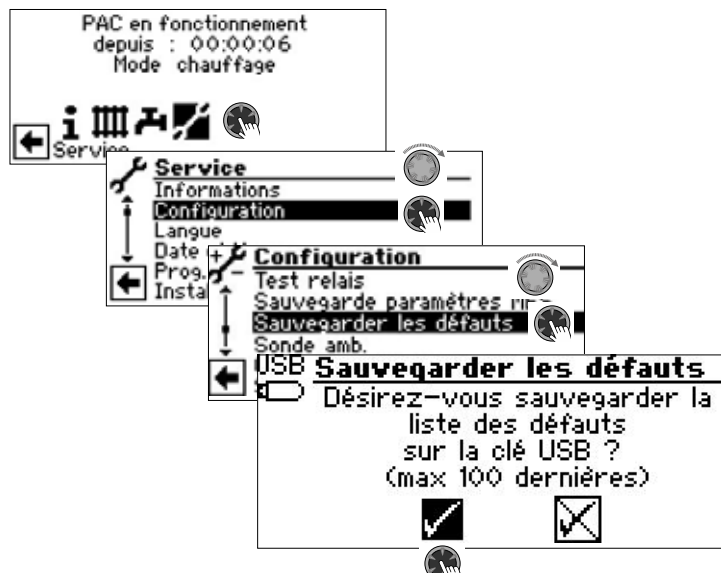 PAC en fonctionnement
depuis : 00:00:06
Mode chauffage
Service
Service
Informations
Configuration
Langue
Date
Prog.
Insta
Configuration
Test relais
Sauvegarde paramètres
Sauvegarder les défauts
Sonde amb.
USB Sauvegarder les défauts
Désirez-vous sauvegarder la
liste des défauts
sur la clé USB ?
(max 100 dernières)